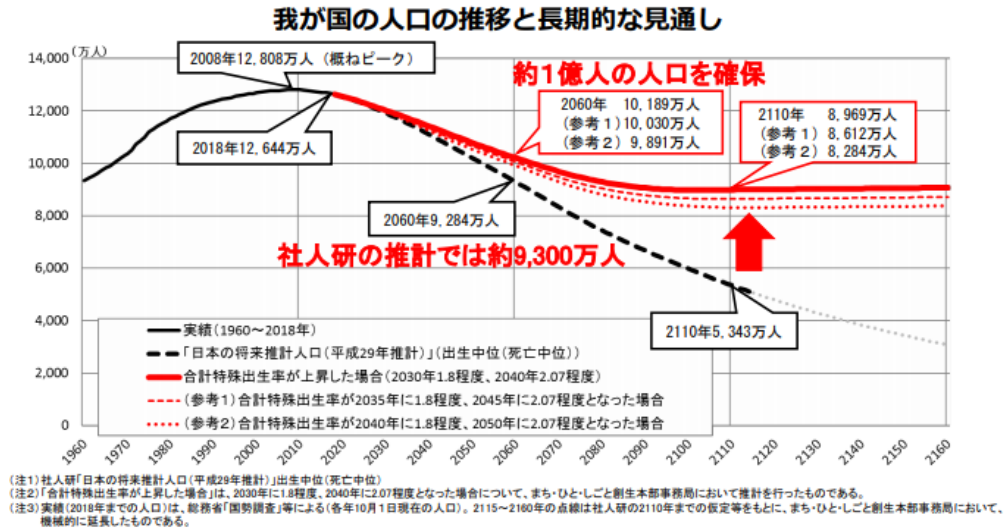 我が国の人口の推移と長期的な見通し
(万人)
14,000
12,000
10,000
8,000
6,000
4,000
2,000
0
2008年12,808万人（概ねピーク）
2018年12,644万人
約1億人の人口を確保
2060年 10,189万人
（参考１）10,030万人
（参考２） 9,891万人
2110年 8,969万人
（参考１） 8,612万人
（参考２） 8,284万人
2060年9,284万人
社人研の推計では約9,300万人
2110年5,343万人
実績（1960～2018年）
「日本の将来推計人口（平成29年推計）」（出生中位（死亡中位））
合計特殊出生率が上昇した場合（2030年1.8程度、2040年2.07程度）
（参考１）合計特殊出生率が2035年に1.8程度、2045年に2.07程度となった場合
（参考２）合計特殊出生率が2040年に1.8程度、2050年に2.07程度となった場合
1960 1970 1980 1990 2000 2010 2020 2030 2040 2050 2060 2070 2080 2090 2100 2110 2120 2130 2140 2150 2160
（注１）社人研「日本の将来推計人口（平成29年推計）」出生中位（死亡中位）
（注２）「合計特殊出生率が上昇した場合」は、2030年に1.8程度、2040年に2.07程度となった場合について、まち・ひと・しごと創生本部事務局において推計を行ったものである。
（注３）実績（2018年までの人口）は、総務省「国勢調査」等による（各年10月１日現在の人口）。2115～2160年の点線は社人研の2110年までの仮定等をもとに、まち・ひと・しごと創生本部事務局において、
機械的に延長したものである。